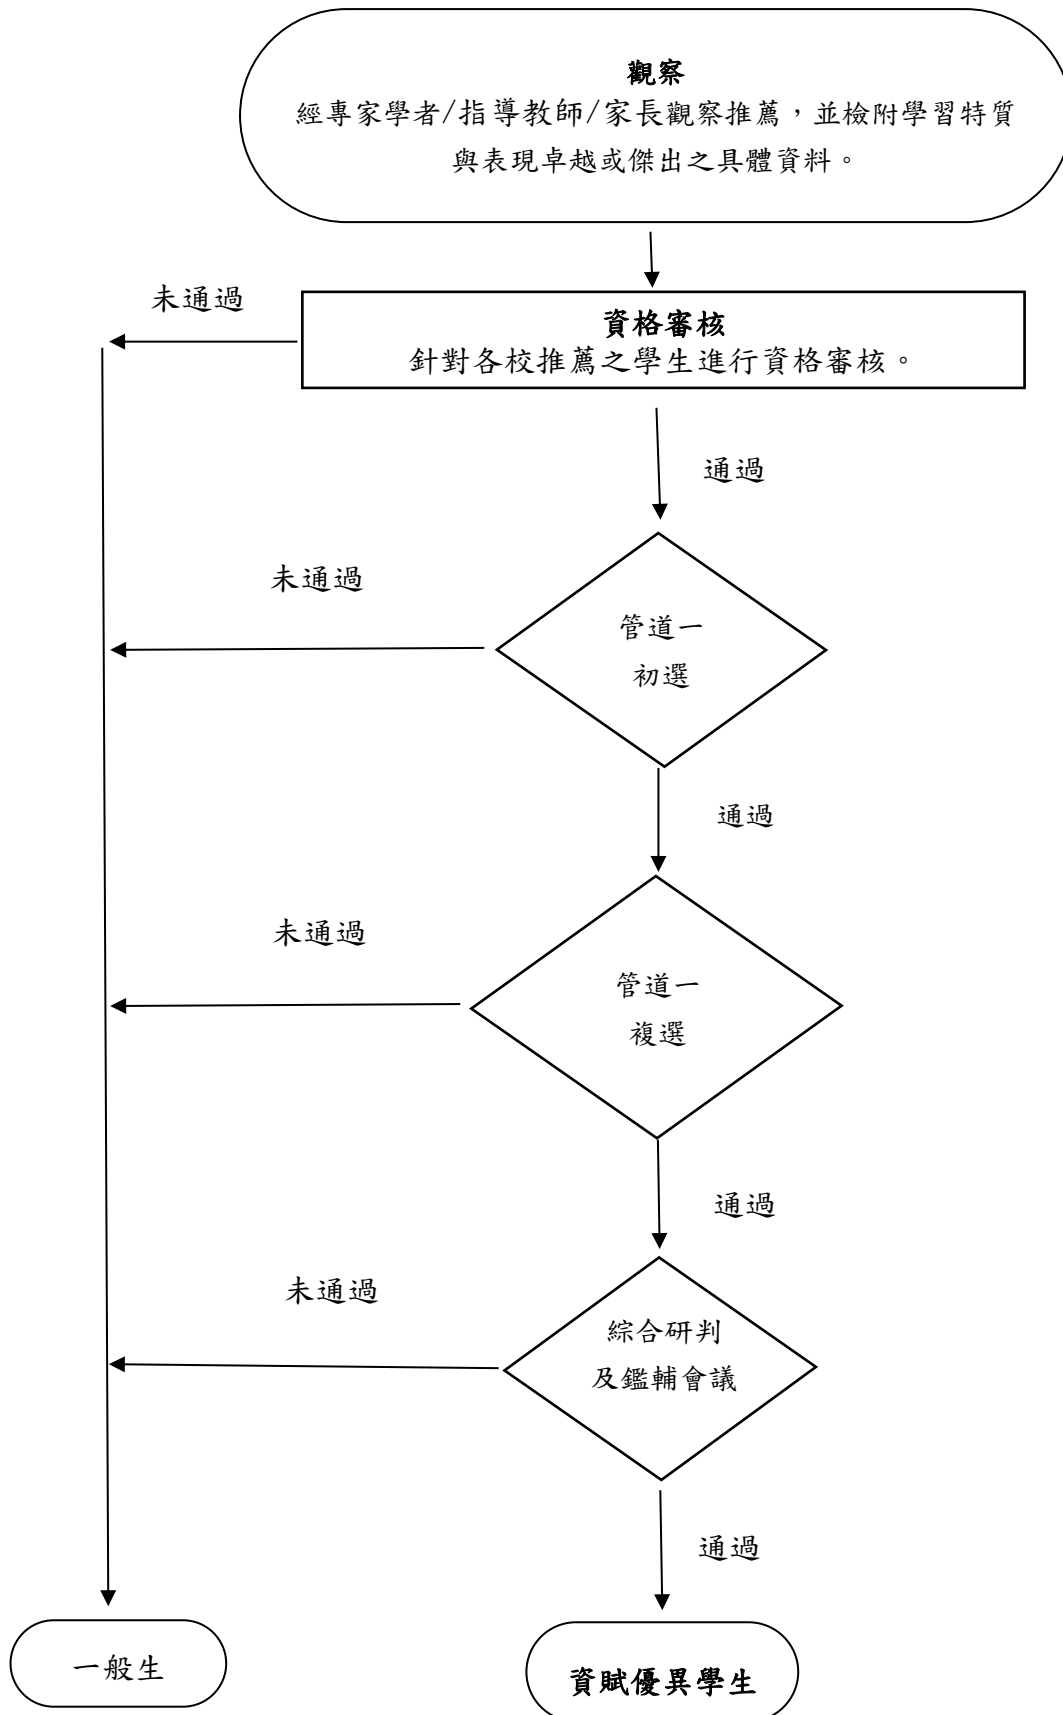 觀察
經專家學者/指導教師/家長觀察推薦，並檢附學習特質
與表現卓越或傑出之具體資料。
未通過
資格審核
針對各校推薦之學生進行資格審核。
通過
未通過
管道一
初選
通過
未通過
管道一
複選
通過
未通過
綜合研判
及鑑輔會議
通過
一般生
資賦優異學生